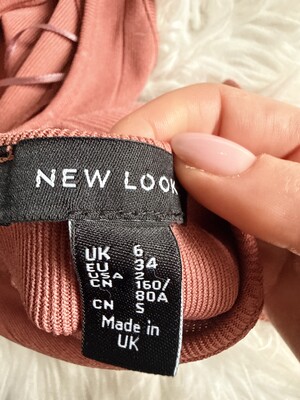 NEW LOOK
UK 6
EU 34
USA 2
CN 160/
80A
CN S
Made in
UK